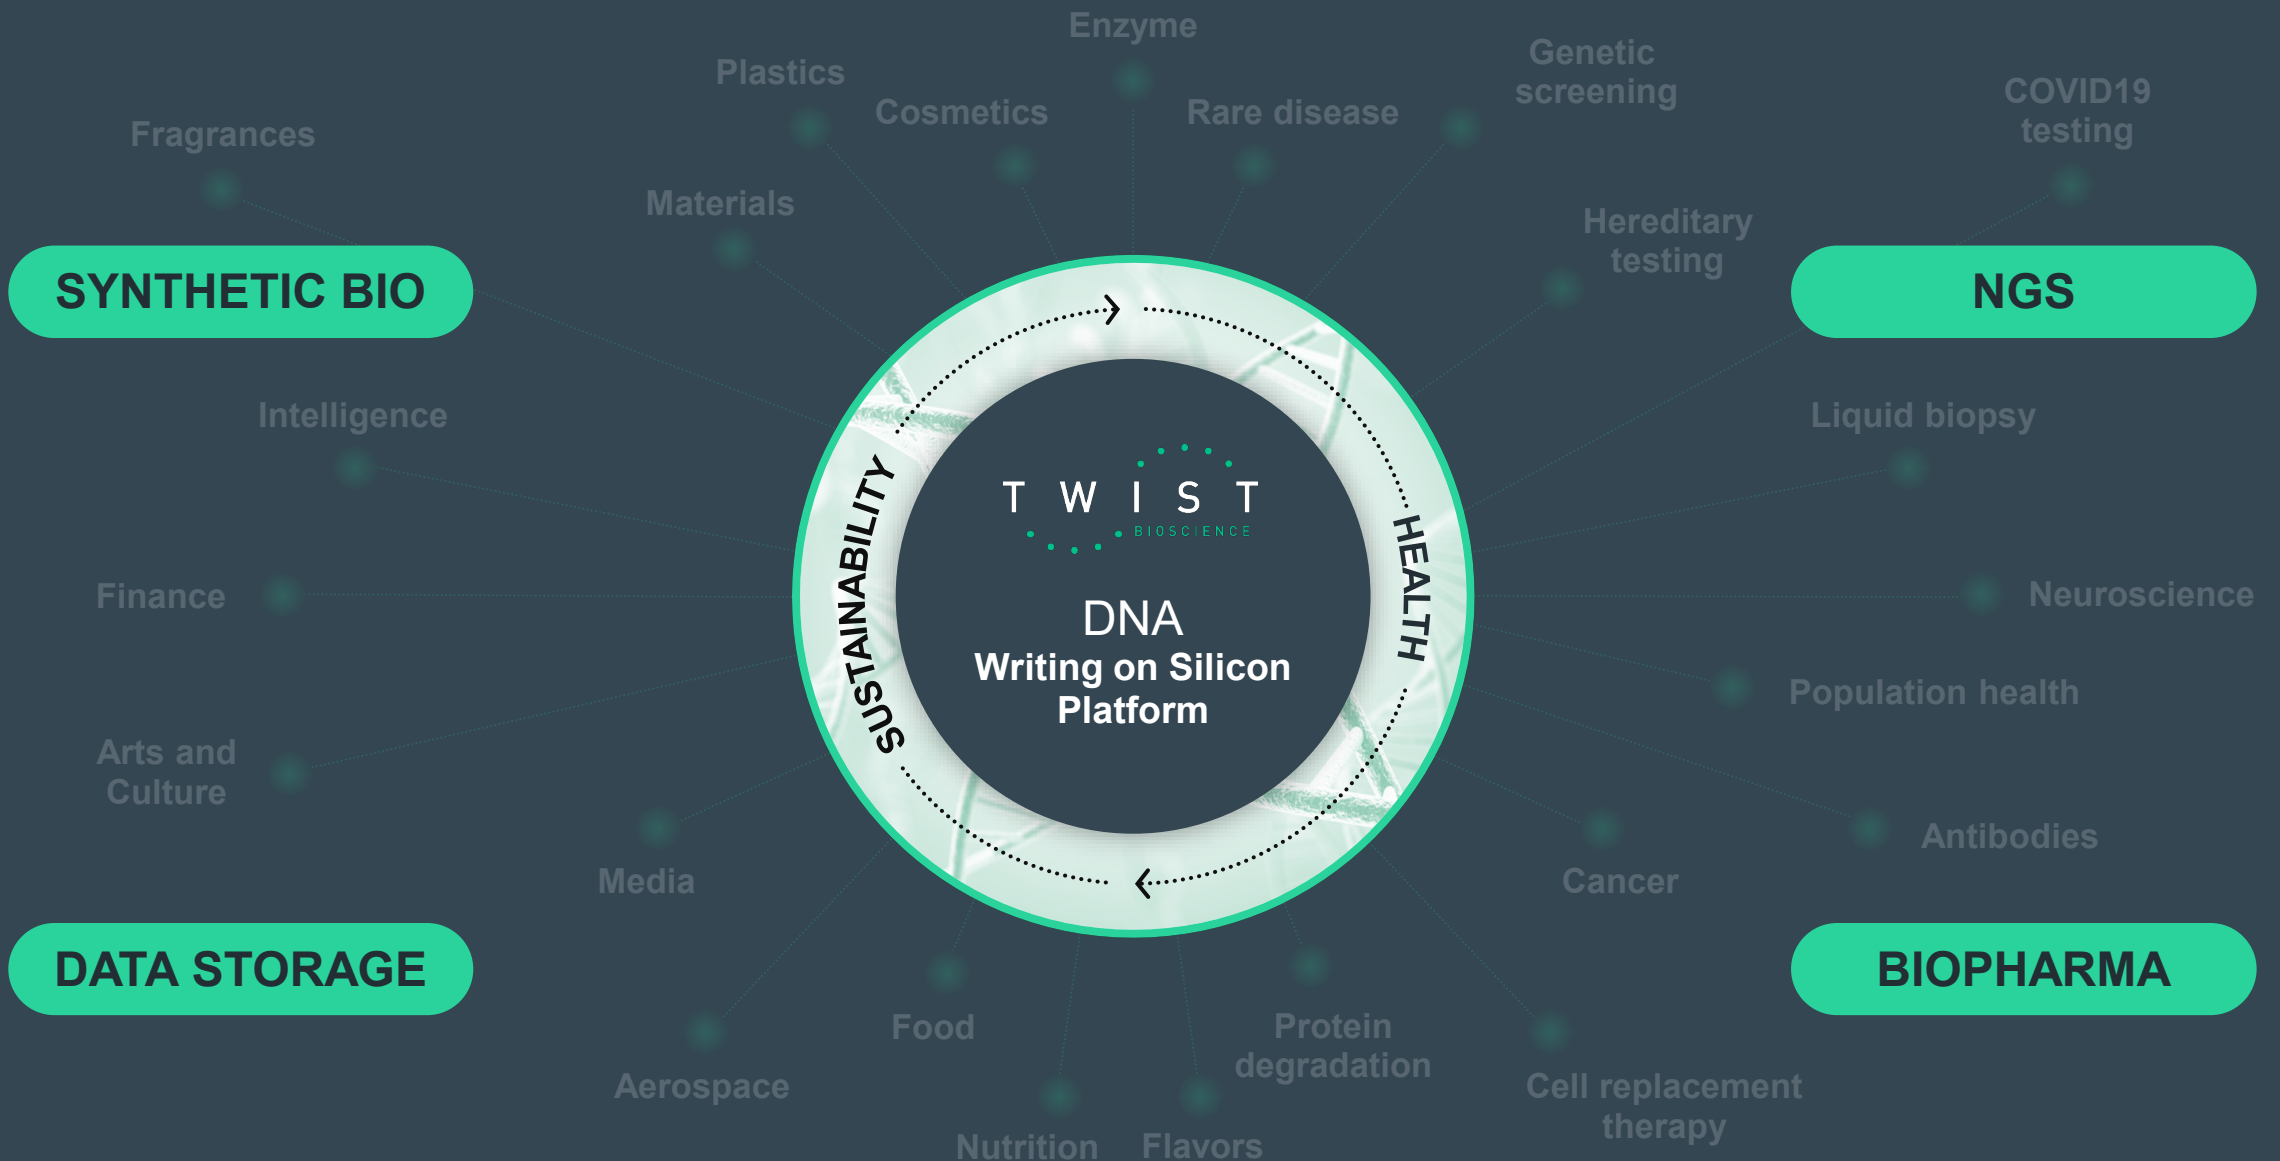 Enzyme
Plastics
Genetic
screening
Cosmetics
Rare disease
COVID19
testing
Fragrances
Materials
Hereditary
testing
SYNTHETIC BIO
NGS
Intelligence
Liquid biopsy
TWIST
BIOSCIENCE
SUSTAINABILITY
HEALTH
Finance
Neuroscience
DNA
Writing on Silicon
Platform
Population health
Arts and
Culture
Antibodies
Media
Cancer
DATA STORAGE
BIOPHARMA
Food
Protein
degradation
Aerospace
Cell replacement
therapy
Nutrition
Flavors